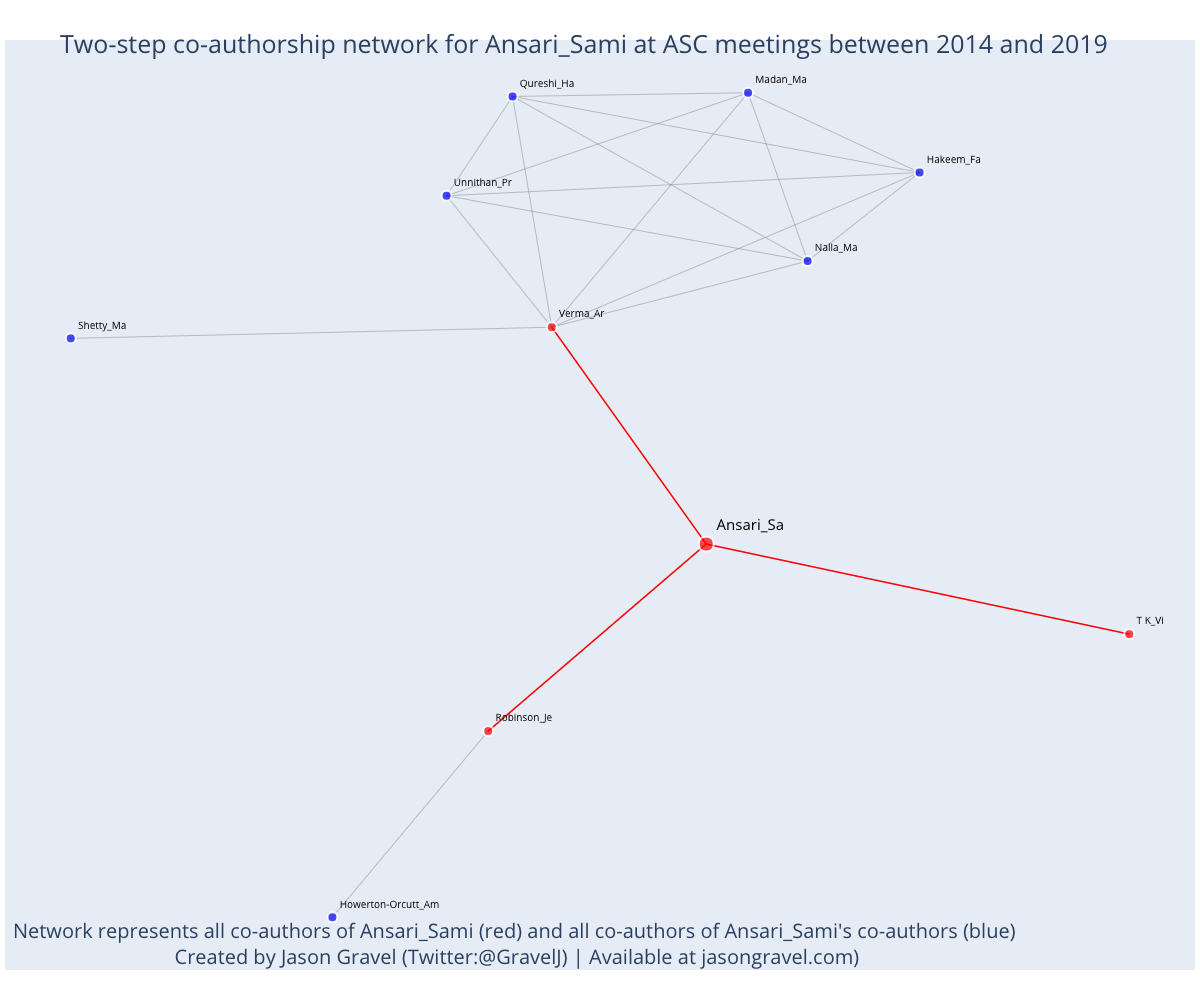 Two-step co-authorship network for Ansari_Sami at ASC meetings between 2014 and 2019
Madan_Ma
Qureshi_Ha
Hakeem_Fa
Unnithan_Pr
Nalla_Ma
Verma_Ar
Shetty_Ma
Ansari_Sa
T K_Vi
Robinson_Je
Howerton-Orcutt_Am
Network represents all co-authors of Ansari_Sami (red) and all co-authors of Ansari_Sami's co-authors (blue)
Created by Jason Gravel (Twitter:@GravelJ) | Available at jasongravel.com)